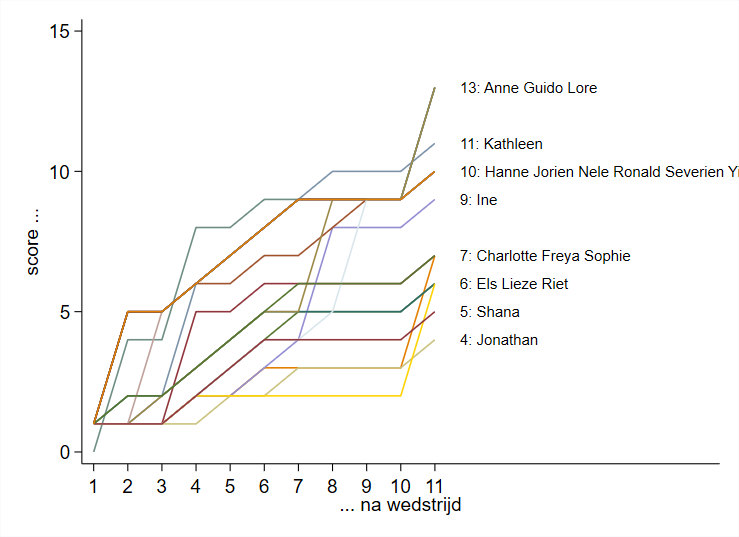 15
13: Anne Guido Lore
11: Kathleen
10
10: Hanne Jorien Nele Ronald Severien Yi
9: Ine
score ...
7: Charlotte Freya Sophie
6: Els Lieze Riet
5
5: Shana
4: Jonathan
0
1 2 3 4 5 6 7 8 9 10 11
... na wedstrijd